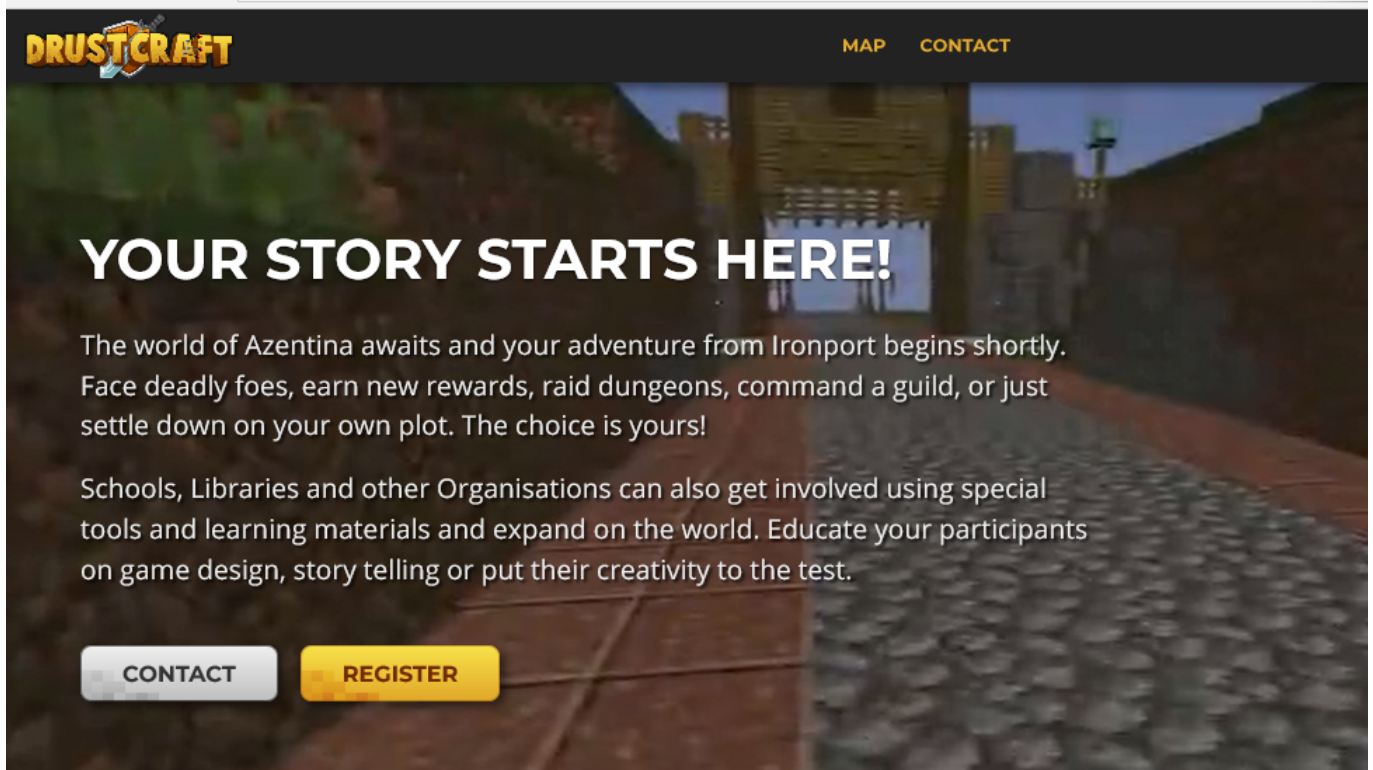 DRUSTCRAFT
MAP CONTACT
YOUR STORY STARTS HERE!
The world of Azentina awaits and your adventure from Ironport begins shortly.
Face deadly foes, earn new rewards, raid dungeons, command a guild, or just
settle down on your own plot. The choice is yours!
Schools, Libraries and other Organisations can also get involved using special
tools and learning materials and expand on the world. Educate your participants
on game design, story telling or put their creativity to the test.
CONTACT REGISTER